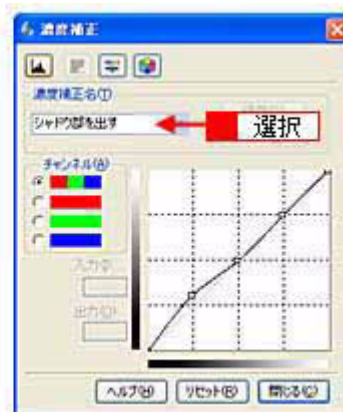 濃度補正
濃度補正名(T)
シャドウ部を出す
選択
チャンネル(A)
入力(I)
出力(O)
ヘルプ(H)
リセット(R)
閉じる(C)